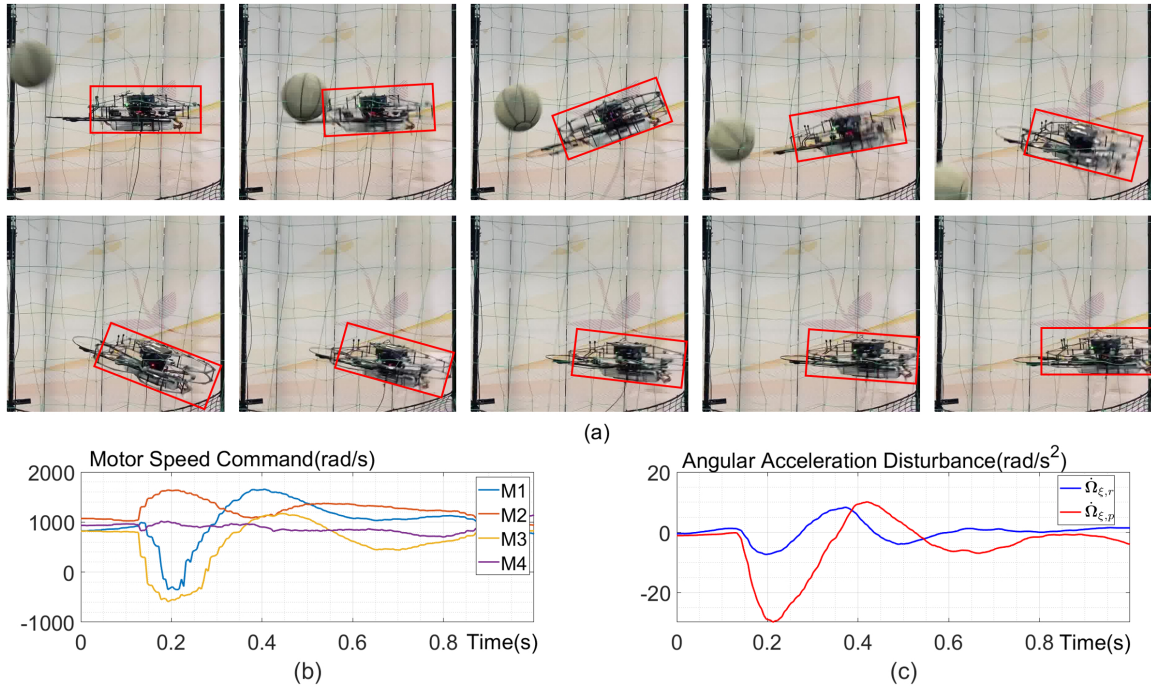 (a)
Motor Speed Command(rad/s)
2000
1000
0
-1000
0
0.2
0.4
0.6
0.8
Time(s)
M1
M2
M3
M4
(b)
Angular Acceleration Disturbance(rad/s²)
20
0
-20
0
0.2
0.4
0.6
0.8
Time(s)
Ω̇ξ,r
Ω̇ξ,p
(c)